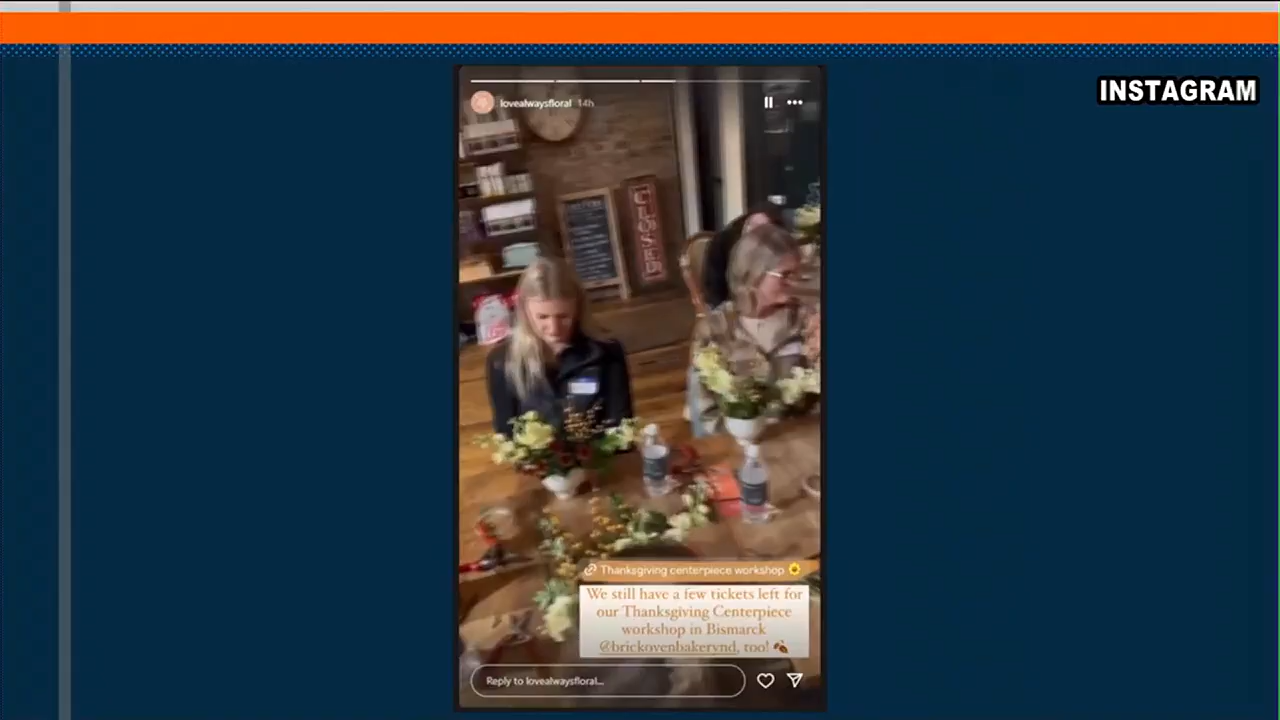 INSTAGRAM
lovealwaysfloral 14h
CLOSED
Thanksgiving centerpiece workshop
We still have a few tickets left for
our Thanksgiving Centerpiece
workshop in Bismarck
@brickovenbakerynd, too!
Reply to lovealwaysfloral...